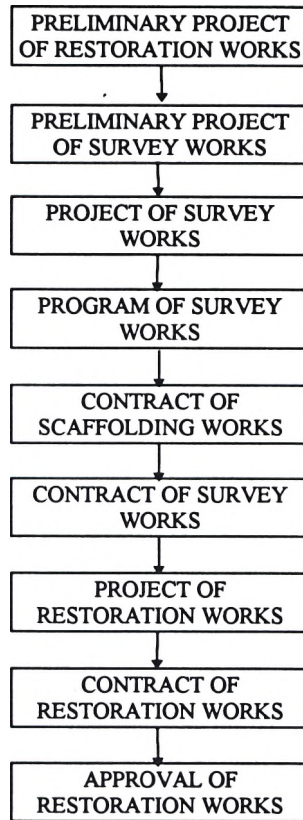 PRELIMINARY PROJECT
OF RESTORATION WORKS
PRELIMINARY PROJECT
OF SURVEY WORKS
PROJECT OF SURVEY
WORKS
PROGRAM OF SURVEY
WORKS
CONTRACT OF
SCAFFOLDING WORKS
CONTRACT OF SURVEY
WORKS
PROJECT OF
RESTORATION WORKS
CONTRACT OF
RESTORATION WORKS
APPROVAL OF
RESTORATION WORKS